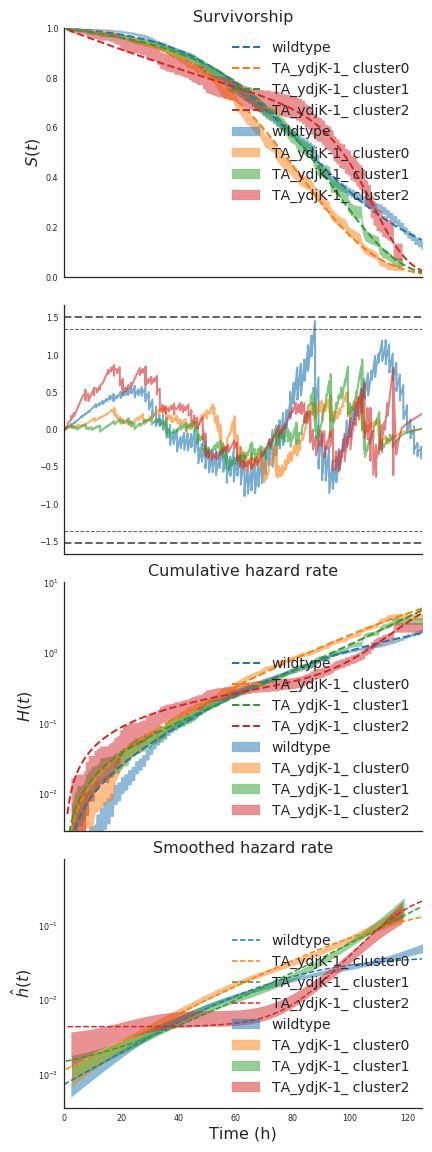 Survivorship
1.0
0.8
0.6
0.4
0.2
0.0
S(t)
wildtype
TA_ydjK-1_ cluster0
TA_ydjK-1_ cluster1
TA_ydjK-1_ cluster2
wildtype
TA_ydjK-1_ cluster0
TA_ydjK-1_ cluster1
TA_ydjK-1_ cluster2
1.5
1.0
0.5
0.0
−0.5
−1.0
−1.5
Cumulative hazard rate
10¹
10⁰
10⁻¹
10⁻²
H(t)
wildtype
TA_ydjK-1_ cluster0
TA_ydjK-1_ cluster1
TA_ydjK-1_ cluster2
wildtype
TA_ydjK-1_ cluster0
TA_ydjK-1_ cluster1
TA_ydjK-1_ cluster2
Smoothed hazard rate
10⁻¹
10⁻²
10⁻³
ĥ(t)
wildtype
TA_ydjK-1_ cluster0
TA_ydjK-1_ cluster1
TA_ydjK-1_ cluster2
wildtype
TA_ydjK-1_ cluster0
TA_ydjK-1_ cluster1
TA_ydjK-1_ cluster2
0 20 40 60 80 100 120
Time (h)